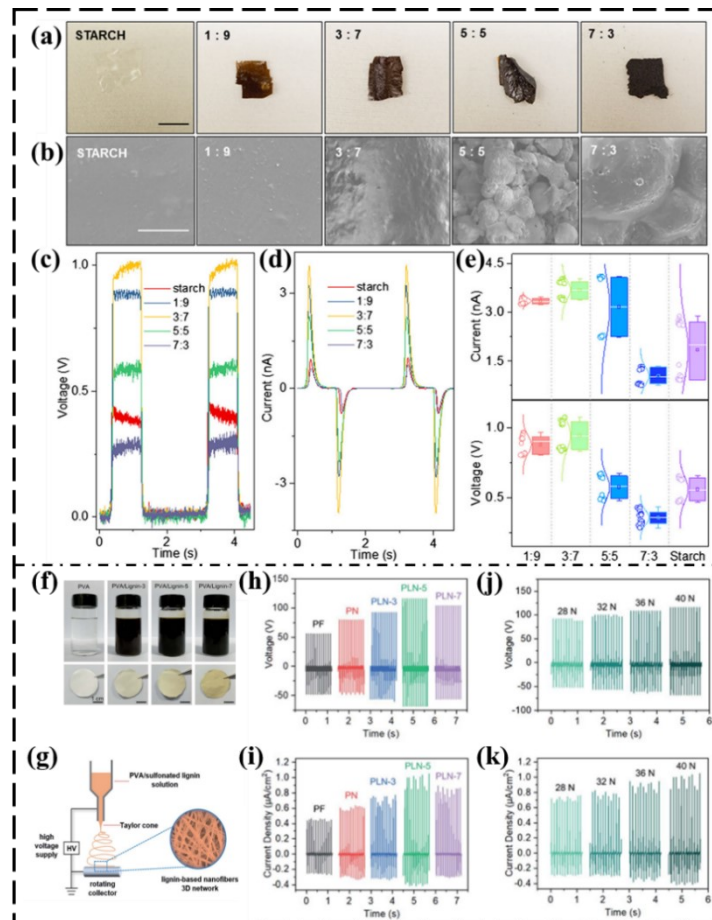 (a)
STARCH
1 : 9
3 : 7
5 : 5
7 : 3
(b)
STARCH
1 : 9
3 : 7
5 : 5
7 : 3
(c)
1.0
0.5
0.0
Voltage (V)
0
2
4
Time (s)
starch
1:9
3:7
5:5
7:3
(d)
3
0
-3
Current (nA)
0
2
4
Time (s)
starch
1:9
3:7
5:5
7:3
(e)
4.5
3.0
1.5
Current (nA)
1.0
0.5
Voltage (V)
1:9
3:7
5:5
7:3
Starch
(f)
PVA
PVA/Lignin-3
PVA/Lignin-5
PVA/Lignin-7
(g)
PVA/sulfonated lignin
solution
Taylor cone
high
voltage
supply
HV
rotating
collector
lignin-based nanofibers
3D network
(h)
150
100
50
0
-50
Voltage (V)
PF
PN
PLN-3
PLN-5
PLN-7
0 1 2 3 4 5 6 7
Time (s)
(i)
1.2
1.0
0.8
0.6
0.4
0.2
0.0
-0.2
-0.4
Current Density (μA/cm²)
PF
PN
PLN-3
PLN-5
PLN-7
0 1 2 3 4 5 6 7
Time (s)
(j)
200
150
100
50
0
-50
-100
Voltage (V)
28 N
32 N
36 N
40 N
0 1 2 3 4 5 6
Time (s)
(k)
1.2
1.0
0.8
0.6
0.4
0.2
0.0
-0.2
-0.4
Current Density (μA/cm²)
28 N
32 N
36 N
40 N
0 1 2 3 4 5 6
Time (s)